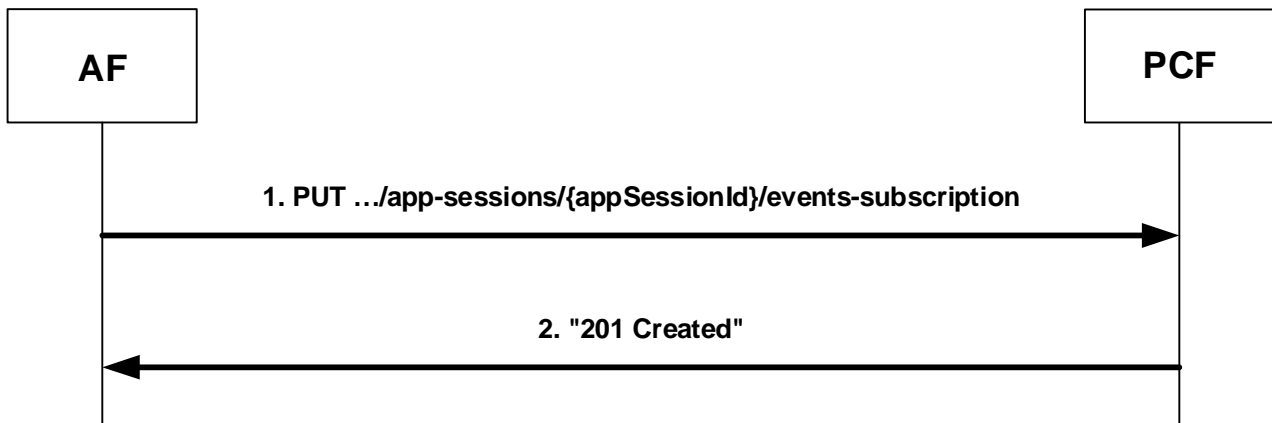 AF
PCF
1. PUT …/app-sessions/{appSessionId}/events-subscription
2. "201 Created"